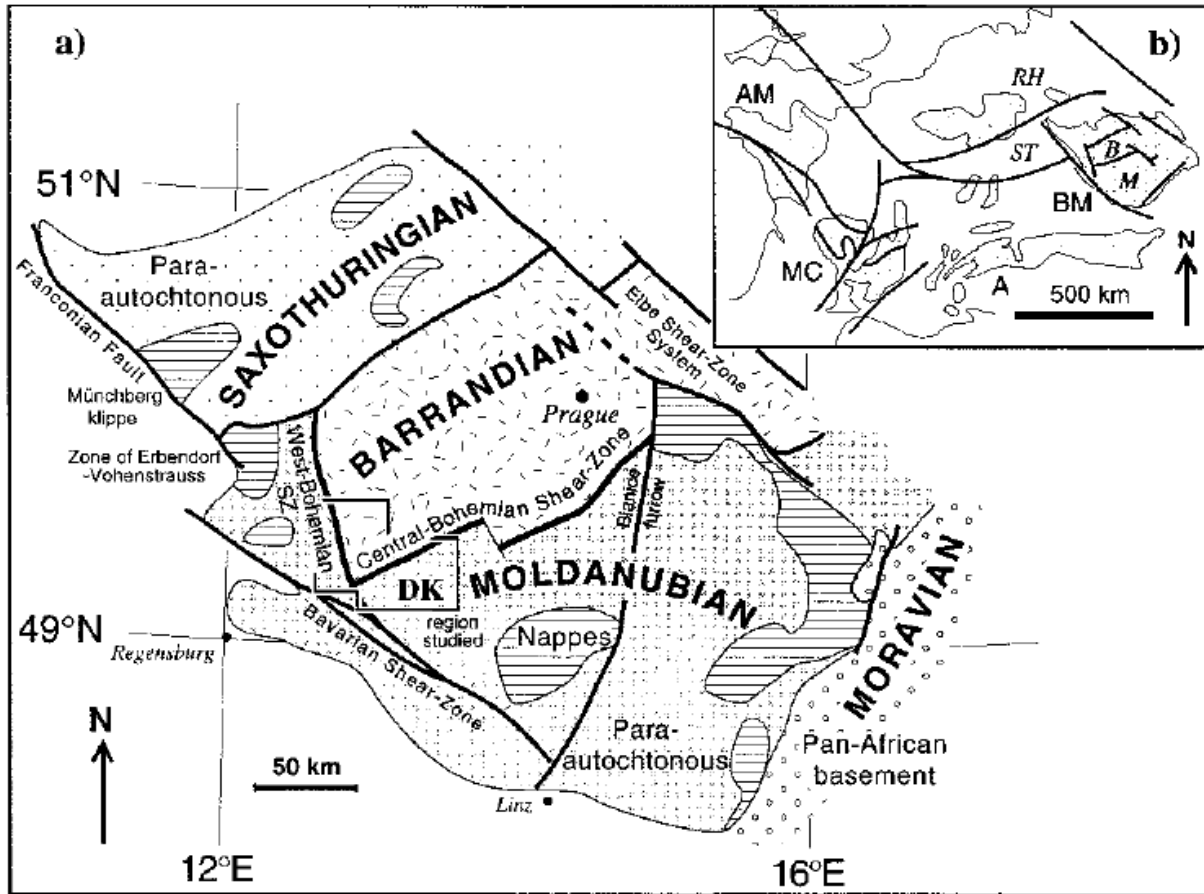 a)
51°N
49°N
12°E
16°E
N
50 km
SAXOTHURINGIAN
Para-
autochtonous
Franconian Fault
Münchberg
klippe
Zone of Erbendorf
-Vohenstrauss
West-Bohemian
SZ
BARRANDIAN
Prague
Elbe Shear-Zone
System
Central-Bohemian Shear-Zone
Blanice
furrow
MOLDANUBIAN
DK
region
studied
Nappes
Regensburg
Bavarian Shear-Zone
Para-
autochtonous
Linz
MORAVIAN
Pan-African
basement
b)
AM
RH
ST
B
M
BM
MC
A
N
500 km